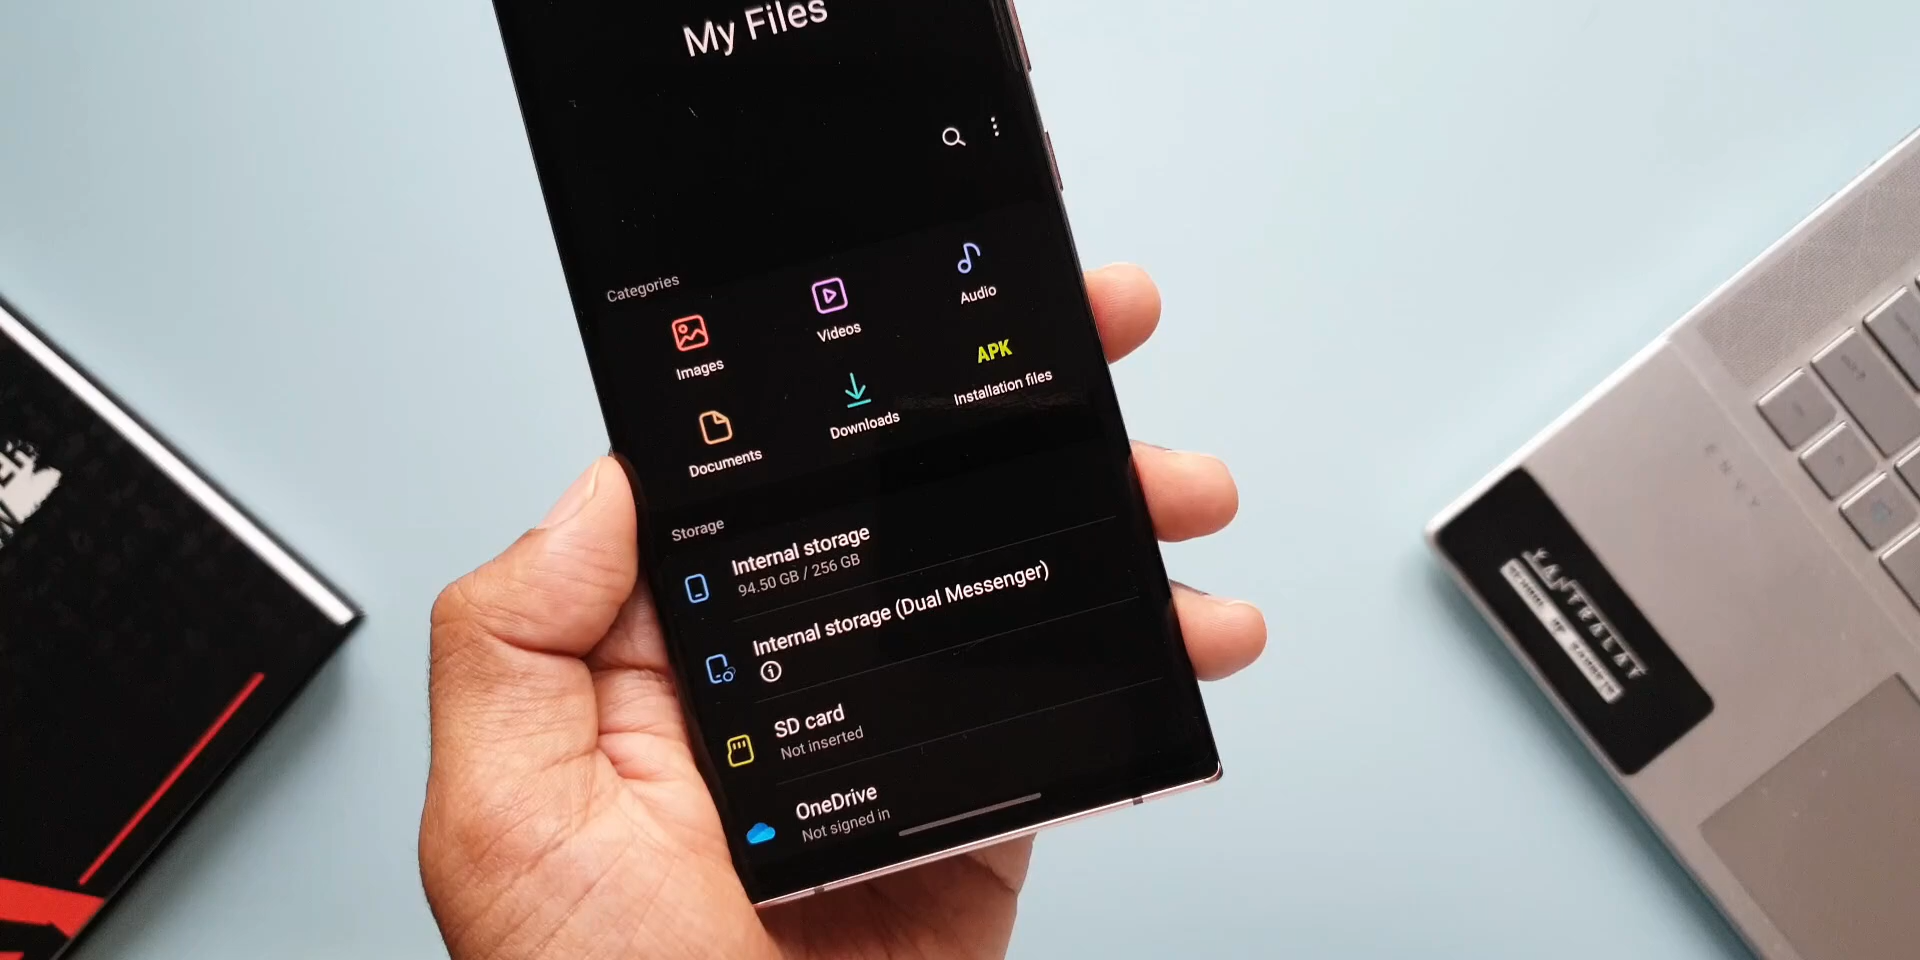 My Files
Categories
Images
Videos
Audio
Documents
Downloads
APK
Installation files
Storage
Internal storage
94.50 GB / 256 GB
Internal storage (Dual Messenger)
SD card
Not inserted
OneDrive
Not signed in
ENVY